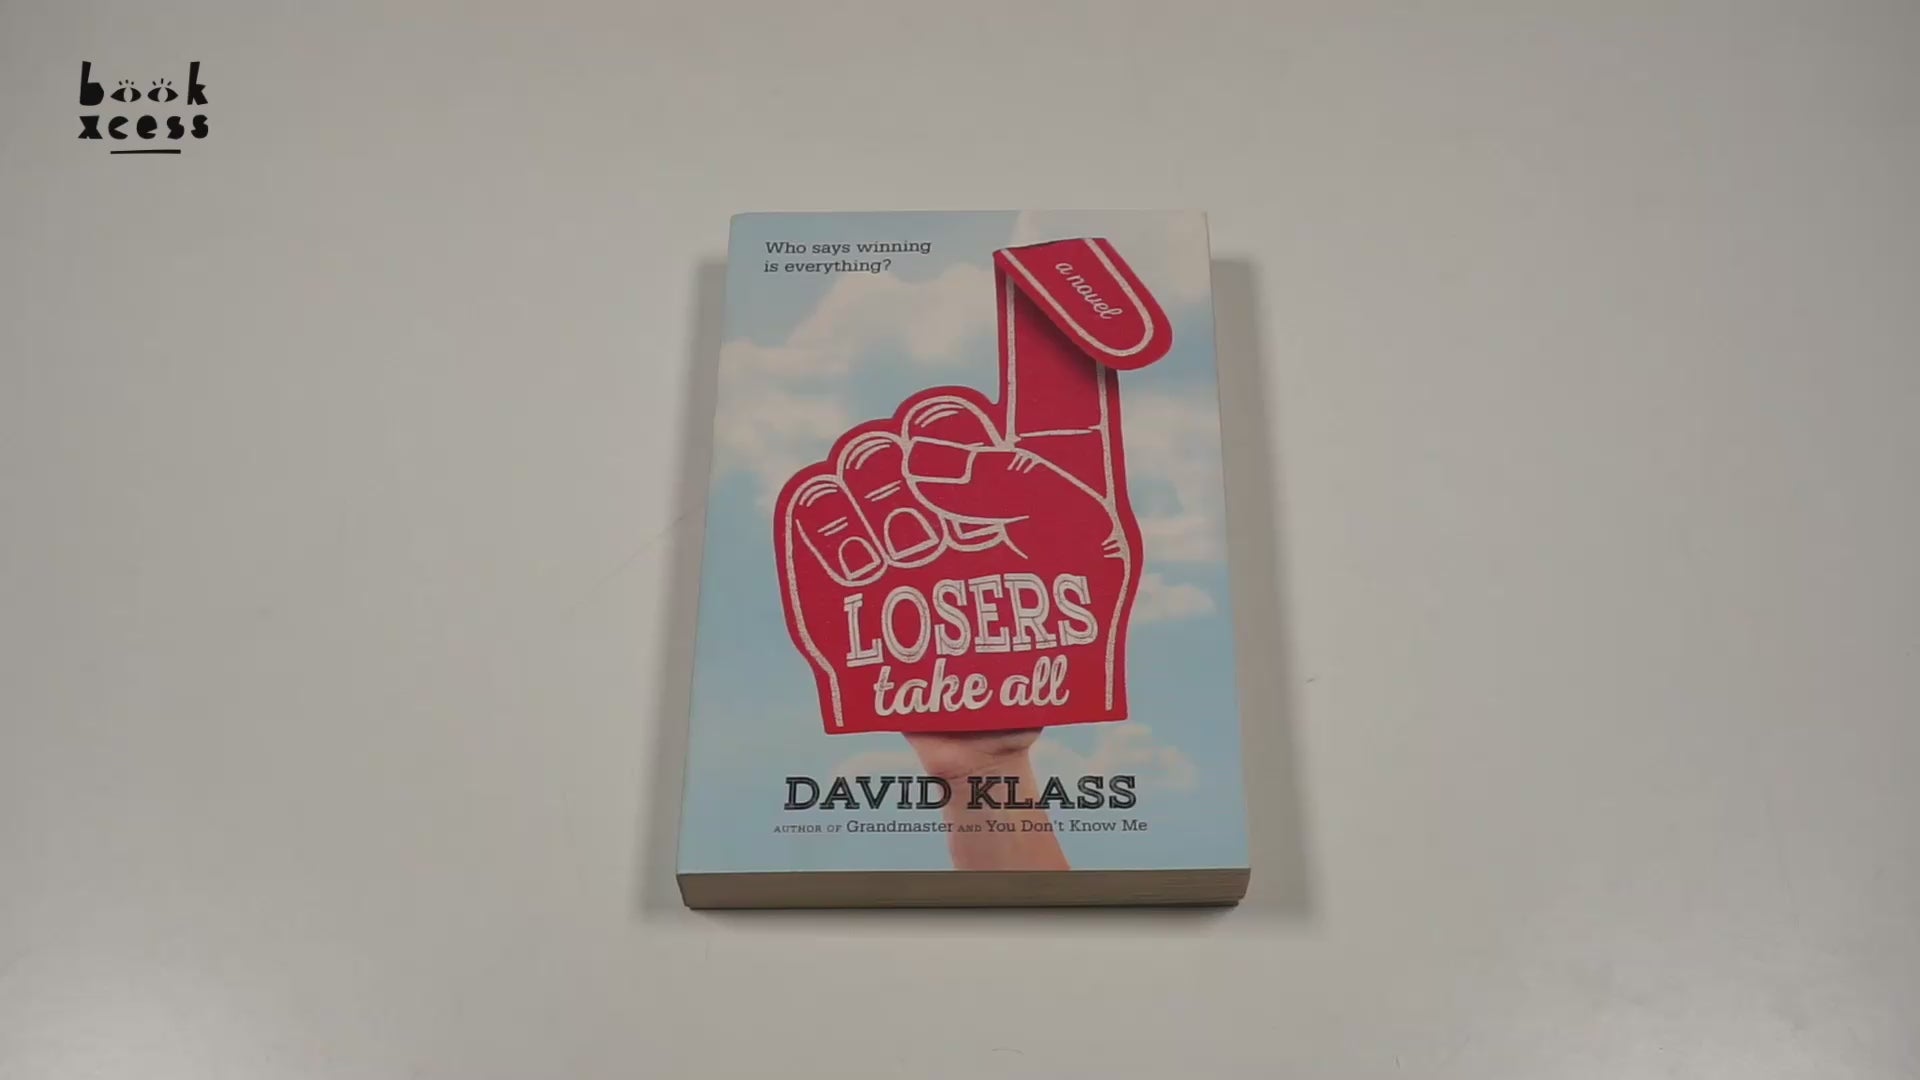 book
xcess
Who says winning
is everything?
a novel
LOSERS
take all
DAVID KLASS
AUTHOR OF Grandmaster AND You Don't Know Me